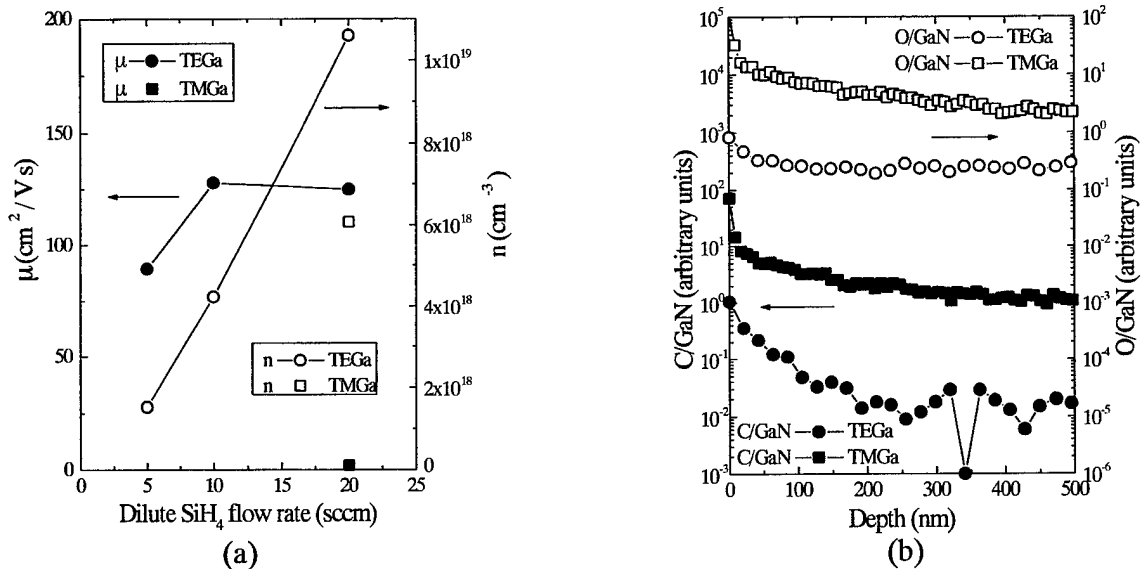 200
150
100
50
0
μ(cm² / V s)
0 5 10 15 20 25
Dilute SiH₄ flow rate (sccm)
1x10¹⁹
8x10¹⁸
6x10¹⁸
4x10¹⁸
2x10¹⁸
0
n (cm⁻³)
μ TEGa
μ TMGa
n TEGa
n TMGa
(a)
10⁵
10⁴
10³
10²
10¹
10⁰
10⁻¹
10⁻²
10⁻³
C/GaN (arbitrary units)
0 100 200 300 400 500
Depth (nm)
10²
10¹
10⁰
10⁻¹
10⁻²
10⁻³
10⁻⁴
10⁻⁵
10⁻⁶
O/GaN (arbitrary units)
O/GaN TEGa
O/GaN TMGa
C/GaN TEGa
C/GaN TMGa
(b)